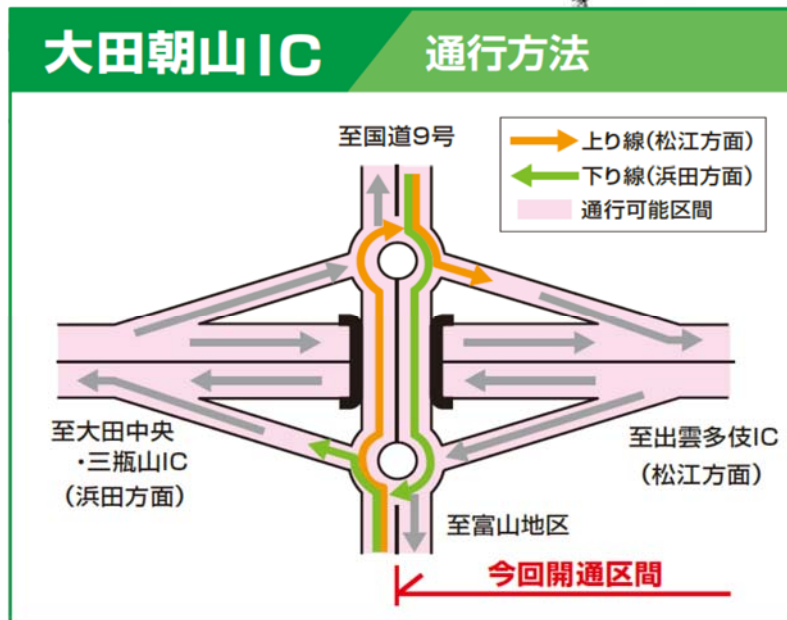 大田朝山IC 通行方法
至国道9号
上り線(松江方面)
下り線(浜田方面)
通行可能区間
至大田中央
・三瓶山IC
(浜田方面)
至出雲多伎IC
(松江方面)
至富山地区
今回開通区間